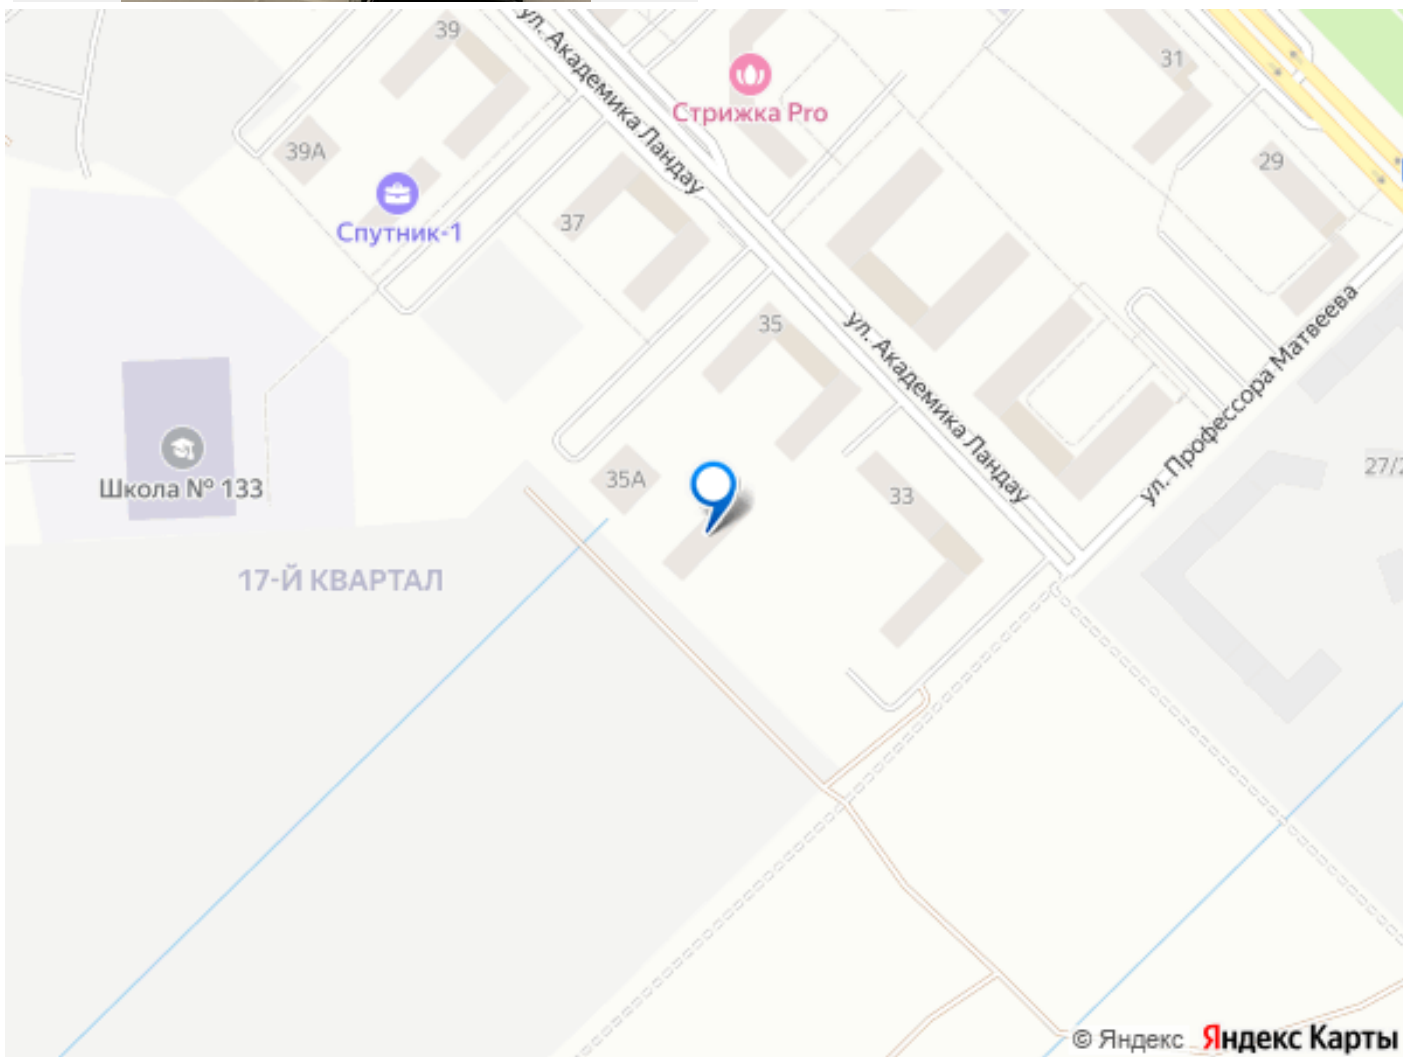 39
ул. Академика Ландау
Стрижка Pro
31
39А
29
37
Спутник-1
35
ул. Академика Ландау
ул. Профессора Матвеева
35А
33
Школа № 133
17-Й КВАРТАЛ
© Яндекс Яндекс Карты